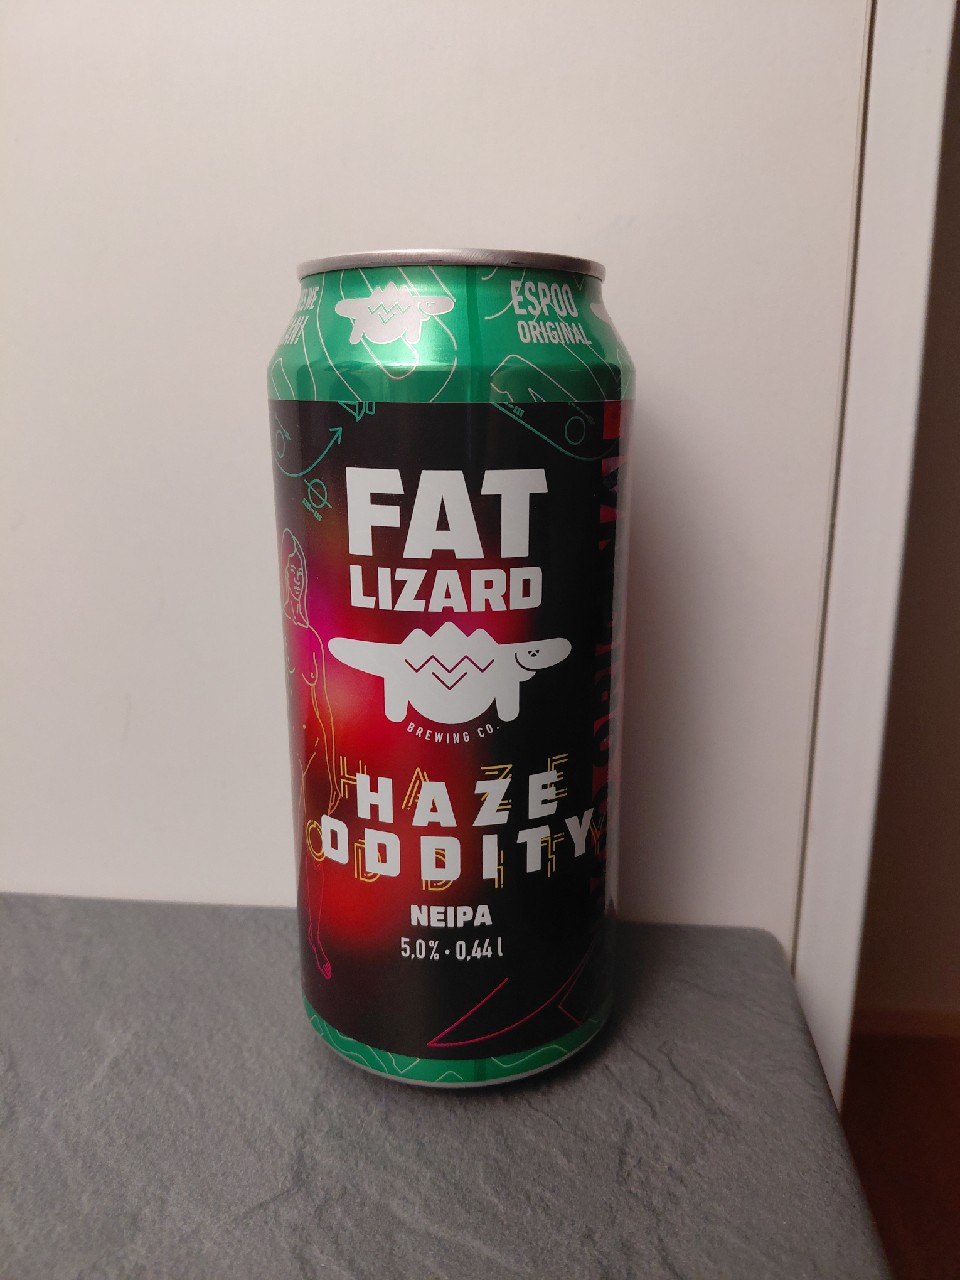 ESPOO
ORIGINAL
FAT
LIZARD
BREWING CO.
HAZE
ODDITY
NEIPA
5,0% · 0,44 l